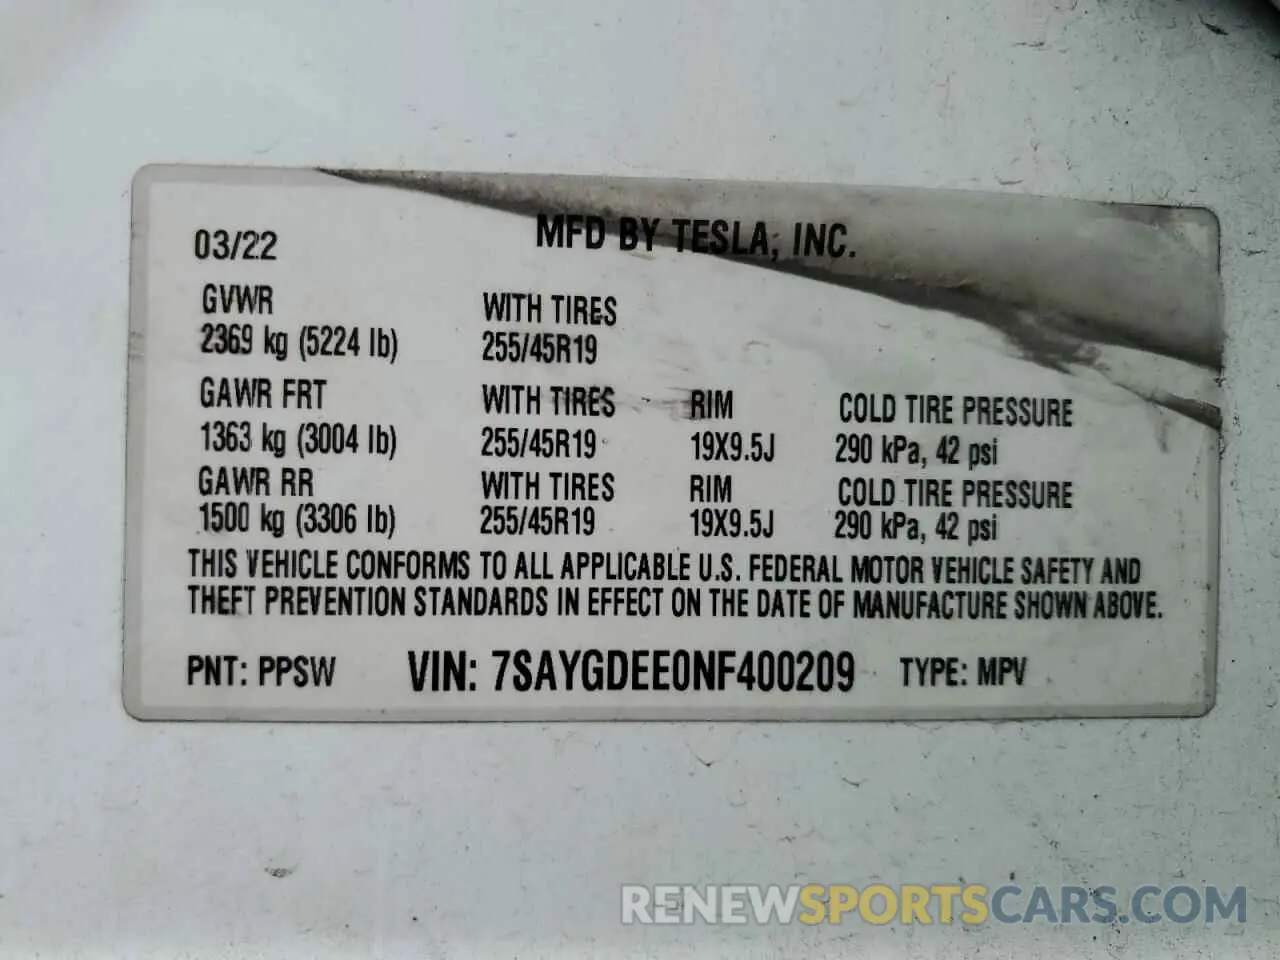 03/22 MFD BY TESLA, INC.
GVWR WITH TIRES
2369 kg (5224 lb) 255/45R19
GAWR FRT WITH TIRES RIM COLD TIRE PRESSURE
1363 kg (3004 lb) 255/45R19 19X9.5J 290 kPa, 42 psi
GAWR RR WITH TIRES RIM COLD TIRE PRESSURE
1500 kg (3306 lb) 255/45R19 19X9.5J 290 kPa, 42 psi
THIS VEHICLE CONFORMS TO ALL APPLICABLE U.S. FEDERAL MOTOR VEHICLE SAFETY AND
THEFT PREVENTION STANDARDS IN EFFECT ON THE DATE OF MANUFACTURE SHOWN ABOVE.
PNT: PPSW VIN: 7SAYGDEE0NF400209 TYPE: MPV
RENEWSPORTSCARS.COM